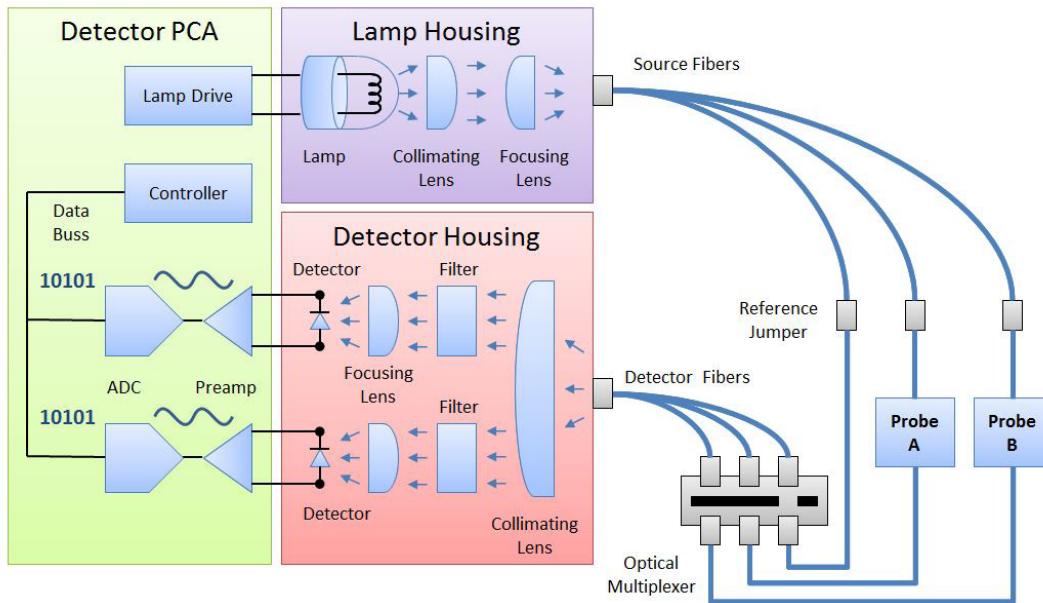 Detector PCA
Lamp Drive
Controller
Data
Buss
10101
ADC
Preamp
10101
Lamp Housing
Lamp
Collimating
Lens
Focusing
Lens
Detector Housing
Detector
Filter
Focusing
Lens
Filter
Detector
Collimating
Lens
Source Fibers
Reference
Jumper
Detector Fibers
Probe
A
Probe
B
Optical
Multiplexer